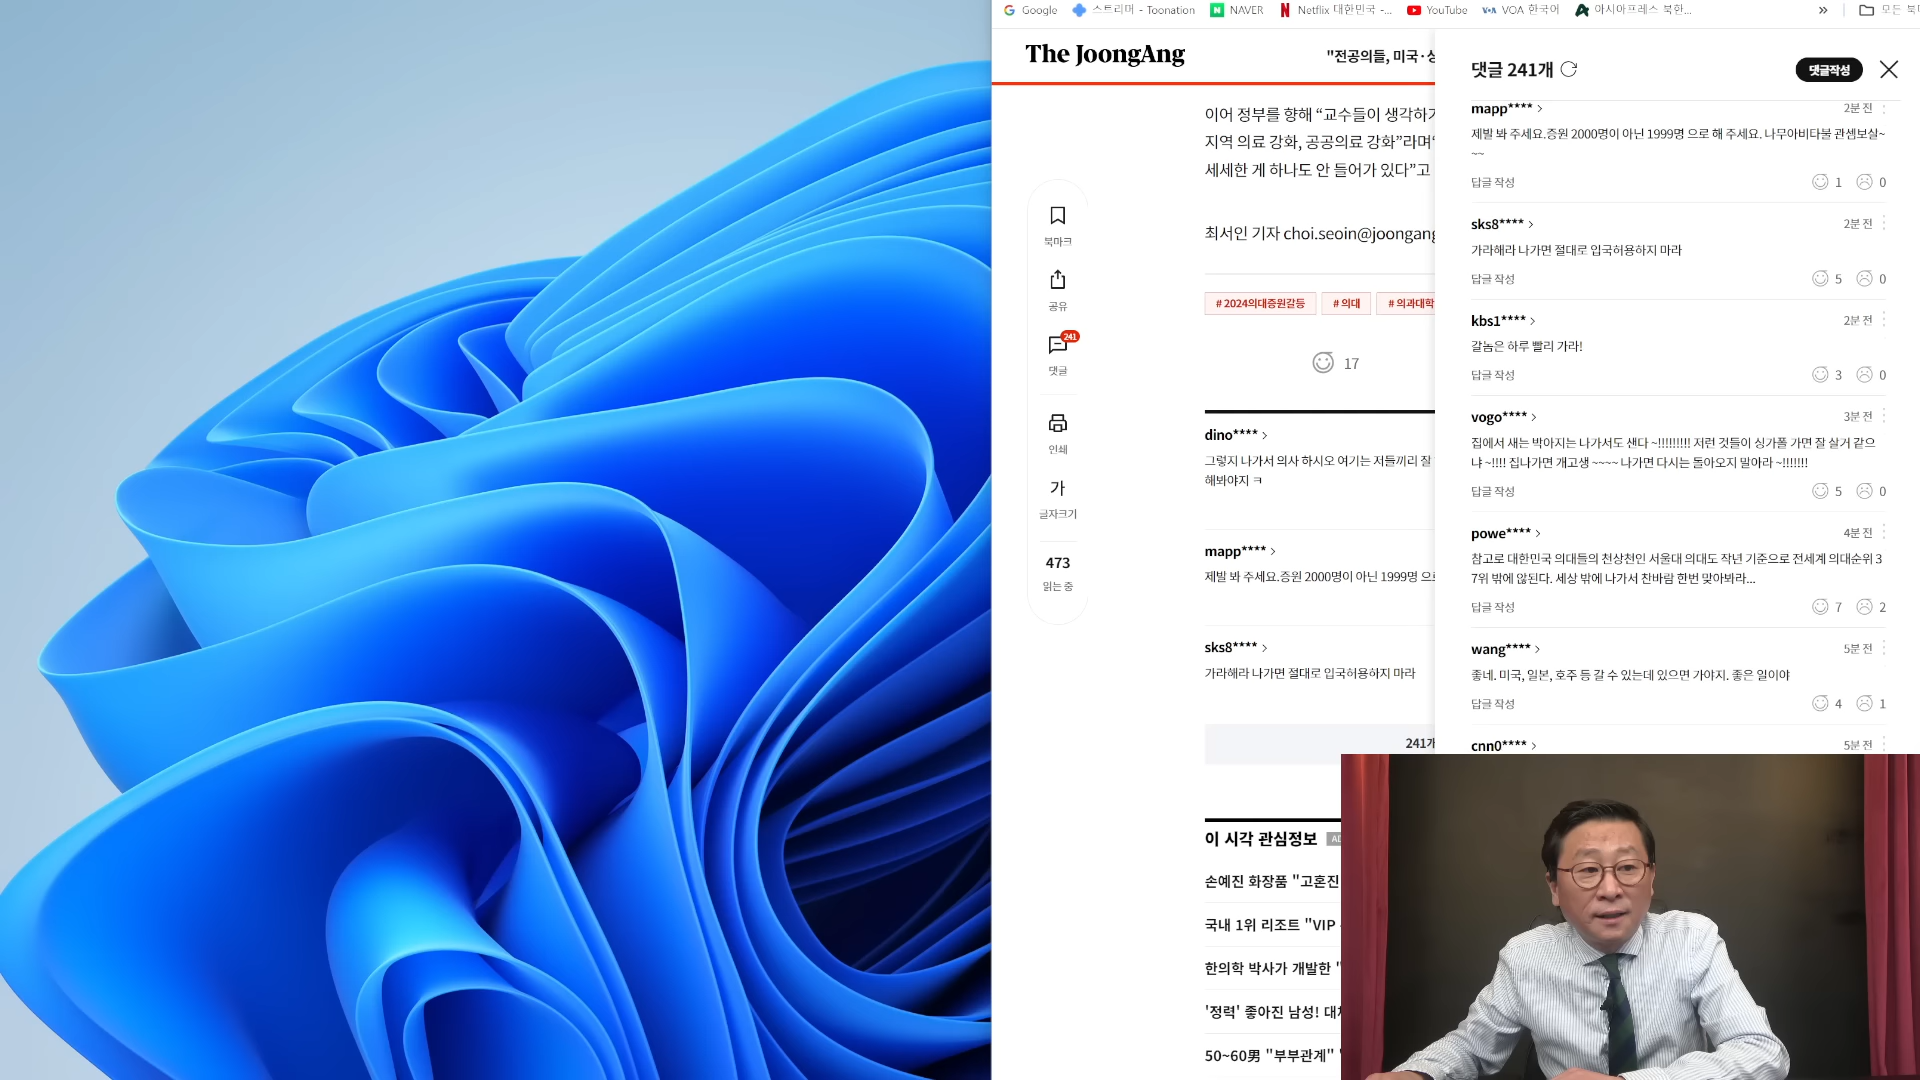 Google
스트리머 - Toonation
NAVER
Netflix 대한민국 -...
YouTube
VOA 한국어
아시아프레스 북한...
»
The JoongAng
"전공의들, 미국·
이어 정부를 향해 “교수들이 생각하기
지역 의료 강화, 공공의료 강화”라며
세세한 게 하나도 안 들어가 있다”고
최서인 기자 choi.seoin@joongang
# 2024의대증원갈등
# 의대
# 의과대학
17
북마크
공유
241
댓글
인쇄
가
글자크기
473
읽는 중
dino****
그렇지 나가서 의사 하시오 여기는 저들끼리 잘
해봐야지 ㅋ
mapp****
제발 봐 주세요.증원 2000명이 아닌 1999명 으로
sks8****
가라해라 나가면 절대로 입국허용하지 마라
241개
이 시각 관심정보
손예진 화장품 "고혼진
국내 1위 리조트 "VIP
한의학 박사가 개발한 "
'정력' 좋아진 남성! 대
50~60男 "부부관계"
댓글 241개
댓글작성
mapp****
2분 전
제발 봐 주세요.증원 2000명이 아닌 1999명 으로 해 주세요. 나무아비타불 관셈보살~
~~
답글 작성
1
0
sks8****
2분 전
가라해라 나가면 절대로 입국허용하지 마라
답글 작성
5
0
kbs1****
2분 전
갈놈은 하루 빨리 가라!
답글 작성
3
0
vogo****
3분 전
집에서 새는 박아지는 나가서도 샌다 ~!!!!!!!!! 저런 것들이 싱가폴 가면 잘 살거 같으
냐 ~!!!! 집나가면 개고생 ~~~~ 나가면 다시는 돌아오지 말아라 ~!!!!!!!
답글 작성
5
0
powe****
4분 전
참고로 대한민국 의대들의 천상천인 서울대 의대도 작년 기준으로 전세계 의대순위 3
7위 밖에 않된다. 세상 밖에 나가서 찬바람 한번 맞아봐라...
답글 작성
7
2
wang****
5분 전
좋네. 미국, 일본, 호주 등 갈 수 있는데 있으면 가야지. 좋은 일이야
답글 작성
4
1
cnn0****
5분 전